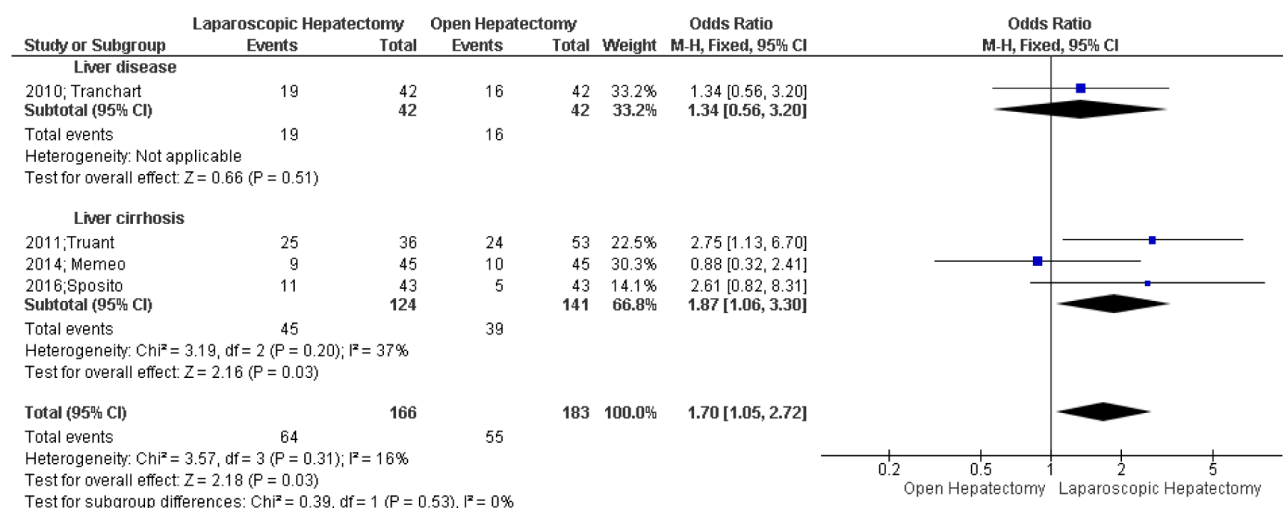 Laparoscopic Hepatectomy Open Hepatectomy Odds Ratio Odds Ratio
Study or Subgroup Events Total Events Total Weight M-H, Fixed, 95% CI M-H, Fixed, 95% CI
Liver disease
2010; Tranchart 19 42 16 42 33.2% 1.34 [0.56, 3.20]
Subtotal (95% CI) 42 42 33.2% 1.34 [0.56, 3.20]
Total events 19 16
Heterogeneity: Not applicable
Test for overall effect: Z = 0.66 (P = 0.51)
Liver cirrhosis
2011;Truant 25 36 24 53 22.5% 2.75 [1.13, 6.70]
2014; Memeo 9 45 10 45 30.3% 0.88 [0.32, 2.41]
2016;Sposito 11 43 5 43 14.1% 2.61 [0.82, 8.31]
Subtotal (95% CI) 124 141 66.8% 1.87 [1.06, 3.30]
Total events 45 39
Heterogeneity: Chi² = 3.19, df = 2 (P = 0.20); I² = 37%
Test for overall effect: Z = 2.16 (P = 0.03)
Total (95% CI) 166 183 100.0% 1.70 [1.05, 2.72]
Total events 64 55
Heterogeneity: Chi² = 3.57, df = 3 (P = 0.31); I² = 16%
Test for overall effect: Z = 2.18 (P = 0.03)
Test for subgroup differences: Chi² = 0.39, df = 1 (P = 0.53), I² = 0%
0.2 0.5 1 2 5
Open Hepatectomy Laparoscopic Hepatectomy